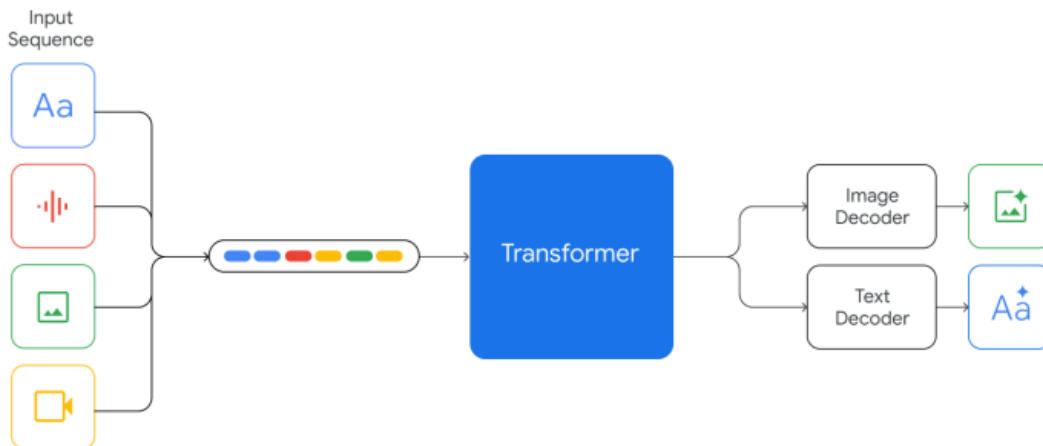 Input
Sequence
Aa
Transformer
Image
Decoder
Text
Decoder
Aa